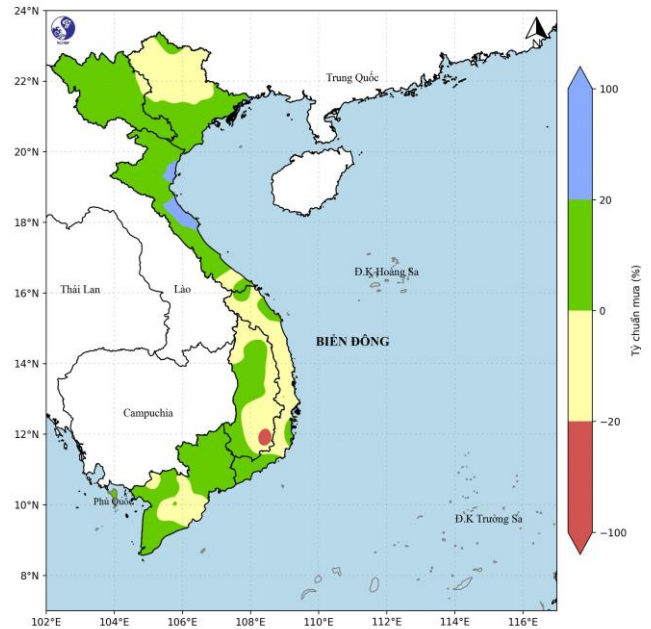 24°N
22°N
20°N
18°N
16°N
14°N
12°N
10°N
8°N
102°E
104°E
106°E
108°E
110°E
112°E
114°E
116°E
N
Trung Quốc
Đ.K Hoàng Sa
Thái Lan
Lào
BIỂN ĐÔNG
Campuchia
Phú Quốc
Đ.K Trường Sa
100
20
0
−20
−100
Tỷ chuẩn mưa (%)